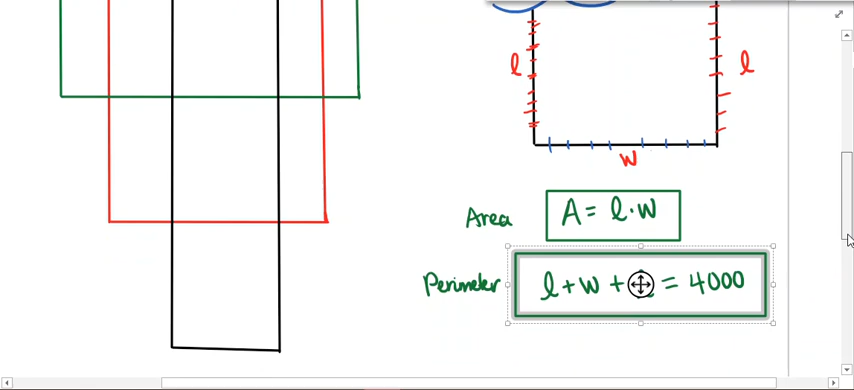 l l
w
Area A = l · w
Perimeter l + w + = 4000